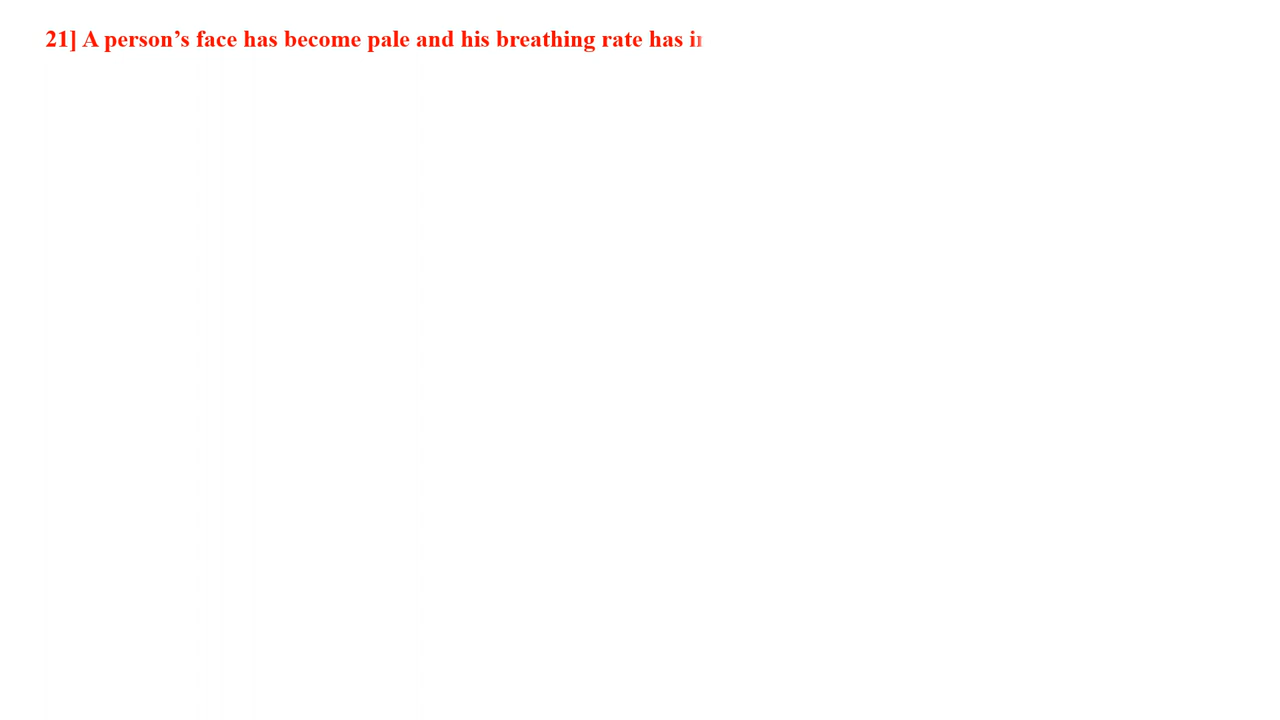 21] A person’s face has become pale and his breathing rate has